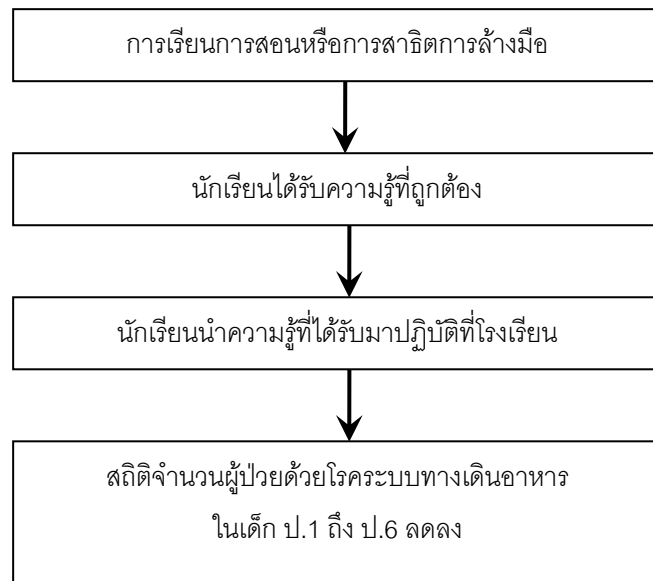 การเรียนการสอนหรือการสาธิตการล้างมือ
นักเรียนได้รับความรู้ที่ถูกต้อง
นักเรียนนำความรู้ที่ได้รับมาปฏิบัติที่โรงเรียน
สถิติจำนวนผู้ป่วยด้วยโรคระบบทางเดินอาหาร
ในเด็ก ป.1 ถึง ป.6 ลดลง